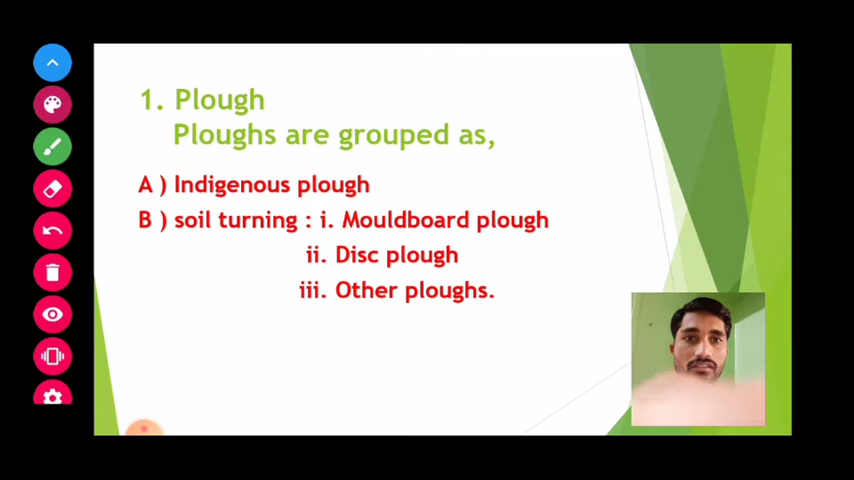 1. Plough
Ploughs are grouped as,
A ) Indigenous plough
B ) soil turning : i. Mouldboard plough
ii. Disc plough
iii. Other ploughs.